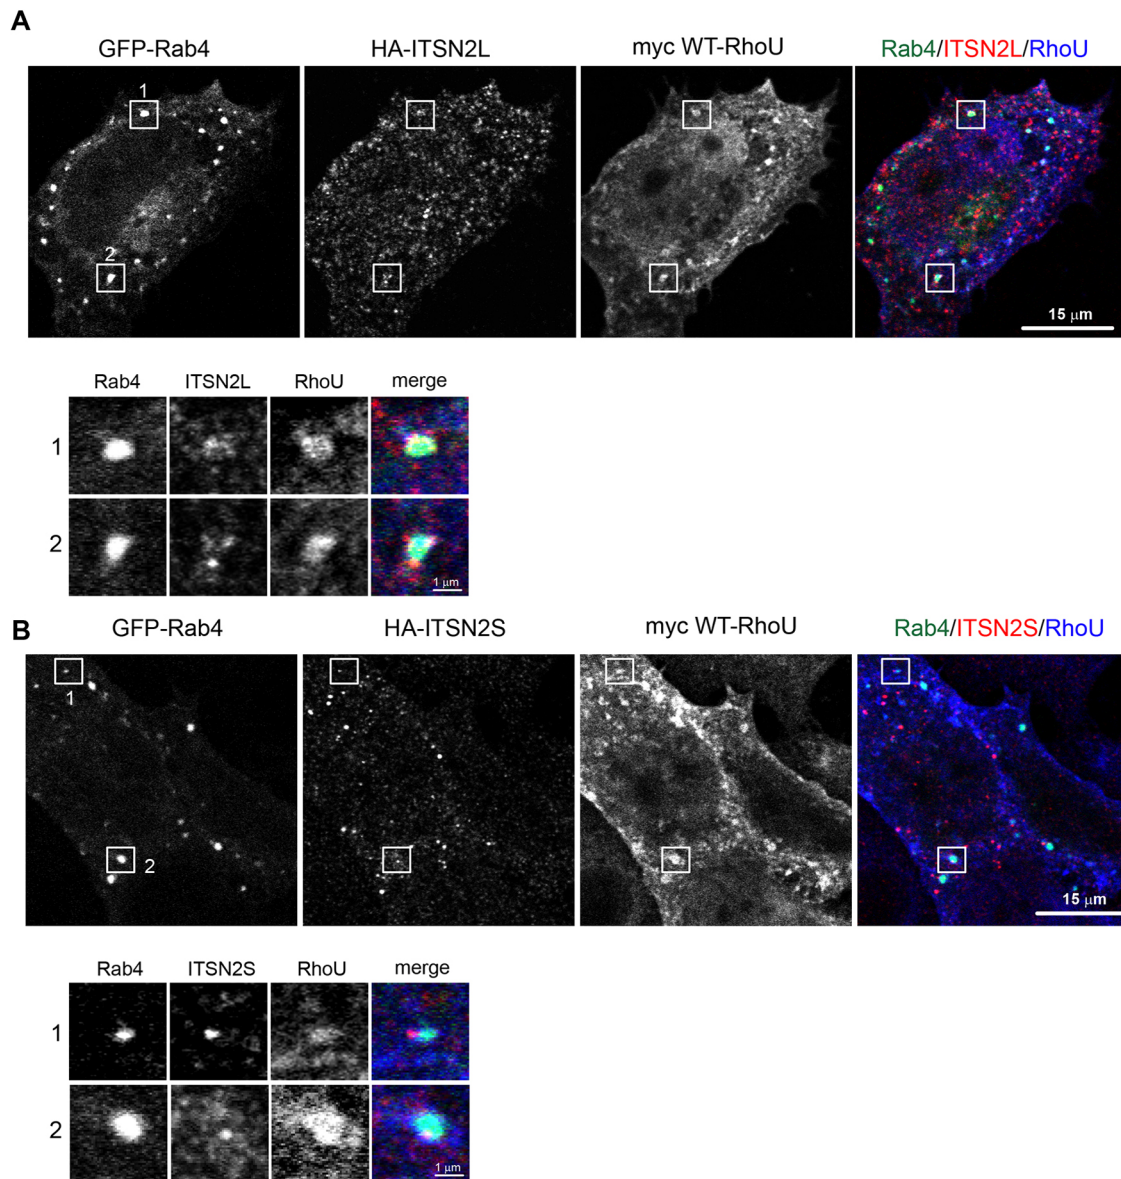 A
GFP-Rab4 HA-ITSN2L myc WT-RhoU Rab4/ITSN2L/RhoU
1
2
15 μm
Rab4 ITSN2L RhoU merge
1
2
1 μm
B
GFP-Rab4 HA-ITSN2S myc WT-RhoU Rab4/ITSN2S/RhoU
1
2
15 μm
Rab4 ITSN2S RhoU merge
1
2
1 μm